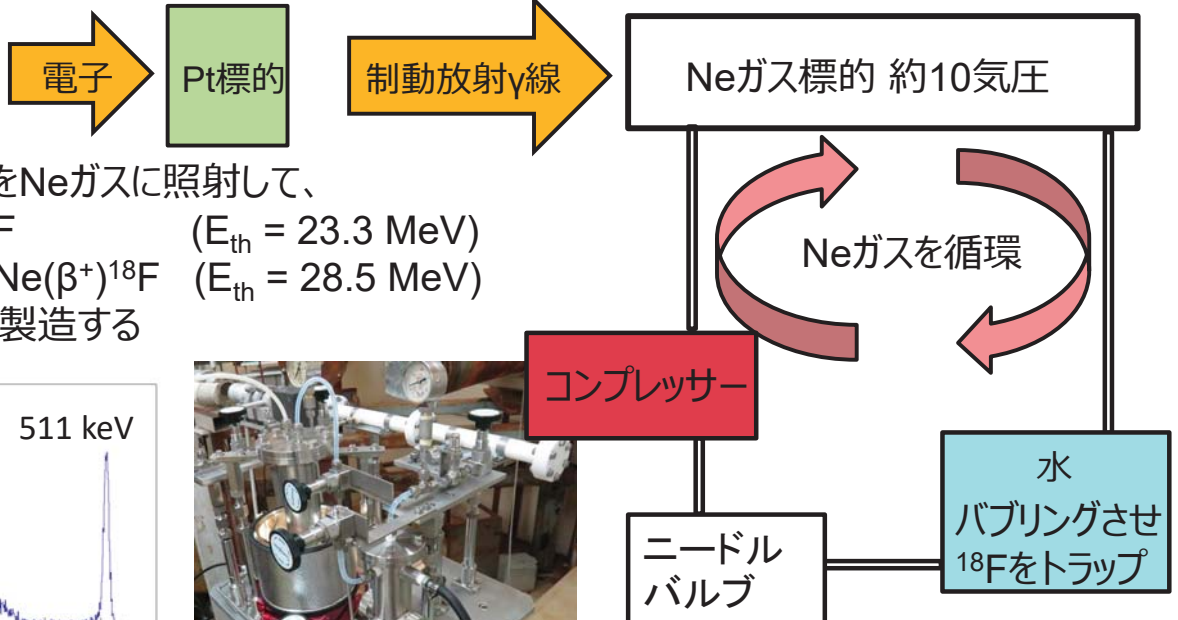 電子
Pt標的
制動放射γ線
Neガス標的 約10気圧
をNeガスに照射して、
F (Eth = 23.3 MeV)
Ne(β⁺)¹⁸F (Eth = 28.5 MeV)
製造する
Neガスを循環
コンプレッサー
511 keV
水
バブリングさせ
¹⁸Fをトラップ
ニードル
バルブ